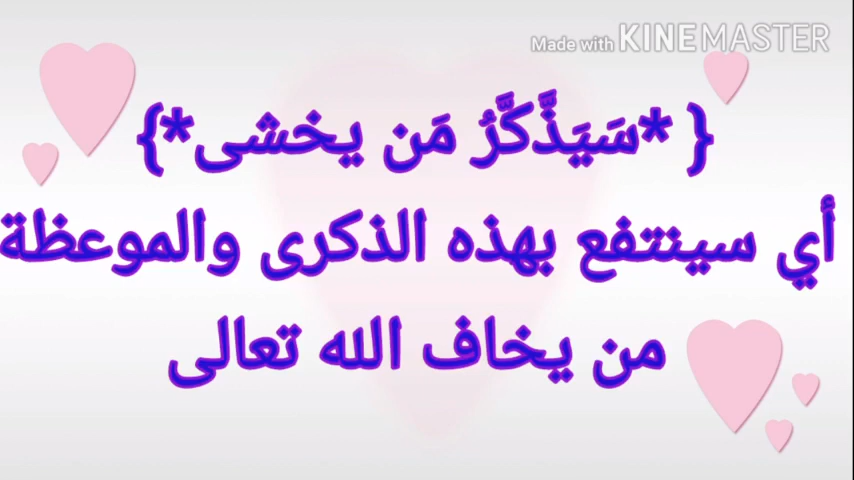 Made with KINEMASTER
{ *سَيَذَّكَّرُ مَن يخشى*}
أي سينتفع بهذه الذكرى والموعظة
من يخاف الله تعالى